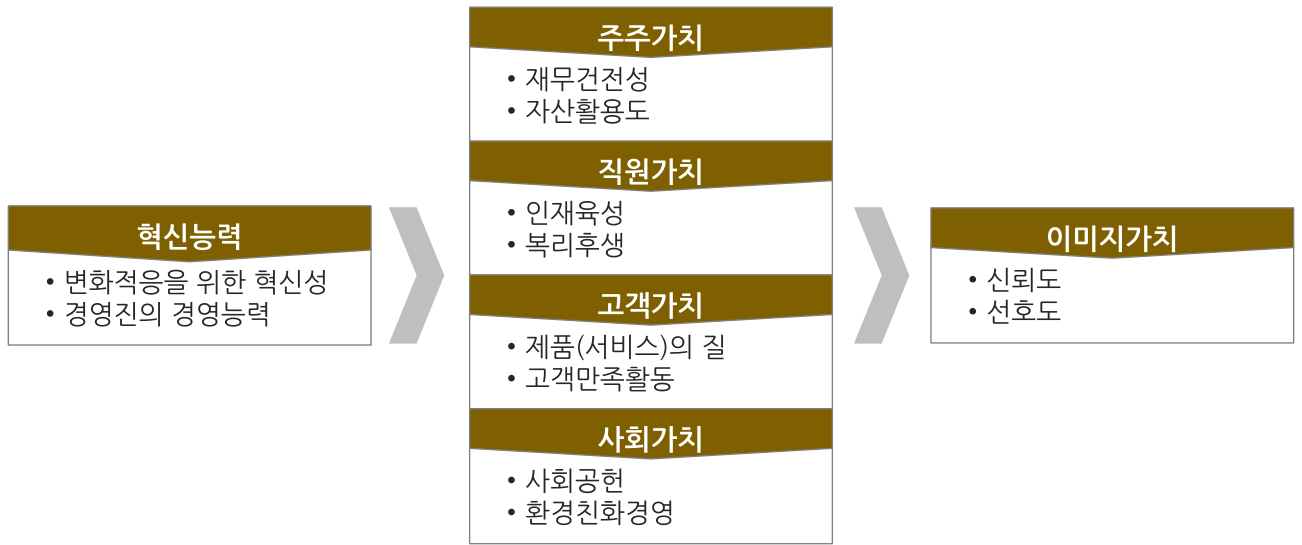 혁신능력
• 변화적응을 위한 혁신성
• 경영진의 경영능력
주주가치
• 재무건전성
• 자산활용도
직원가치
• 인재육성
• 복리후생
고객가치
• 제품(서비스)의 질
• 고객만족활동
사회가치
• 사회공헌
• 환경친화경영
이미지가치
• 신뢰도
• 선호도